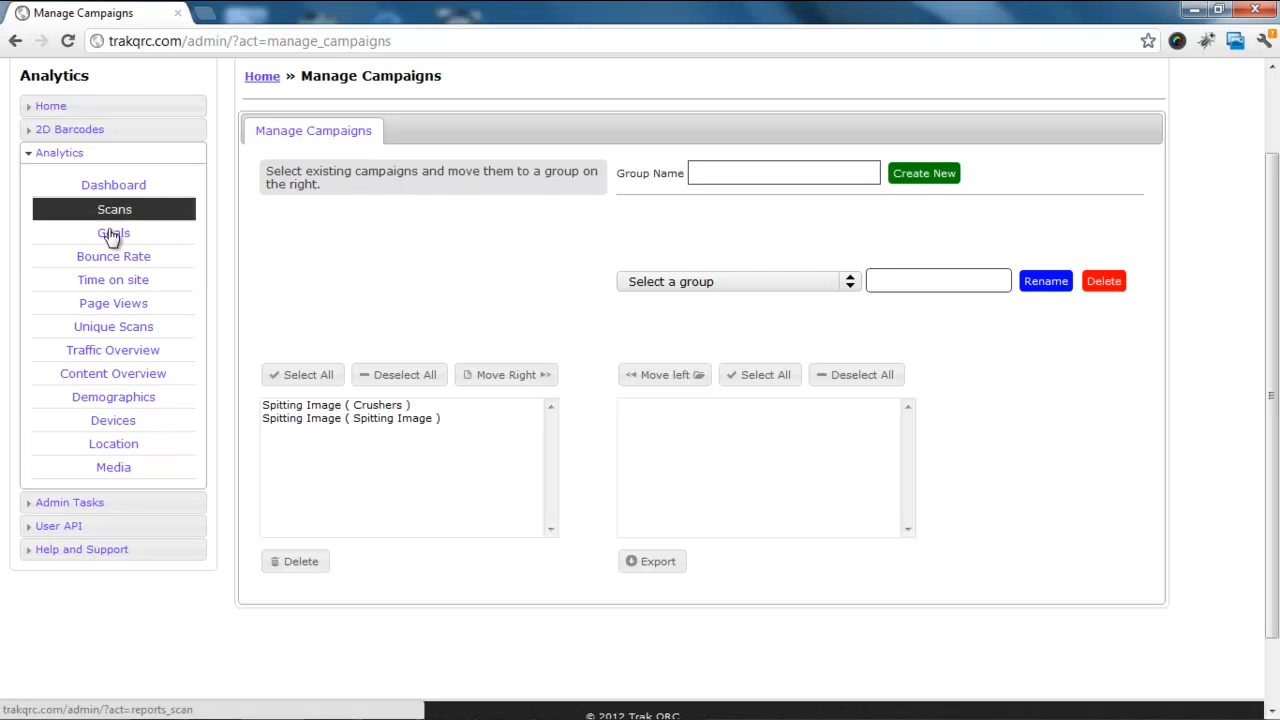 Manage Campaigns
trakqrc.com/admin/?act=manage_campaigns
Analytics
Home
2D Barcodes
Analytics
Dashboard
Scans
Goals
Bounce Rate
Time on site
Page Views
Unique Scans
Traffic Overview
Content Overview
Demographics
Devices
Location
Media
Admin Tasks
User API
Help and Support
Home » Manage Campaigns
Manage Campaigns
Select existing campaigns and move them to a group on
the right.
Group Name
Create New
Select a group
Rename
Delete
Select All
Deselect All
Move Right
Move left
Select All
Deselect All
Spitting Image ( Crushers )
Spitting Image ( Spitting Image )
Delete
Export
trakqrc.com/admin/?act=reports_scan
© 2012 Trak QRC